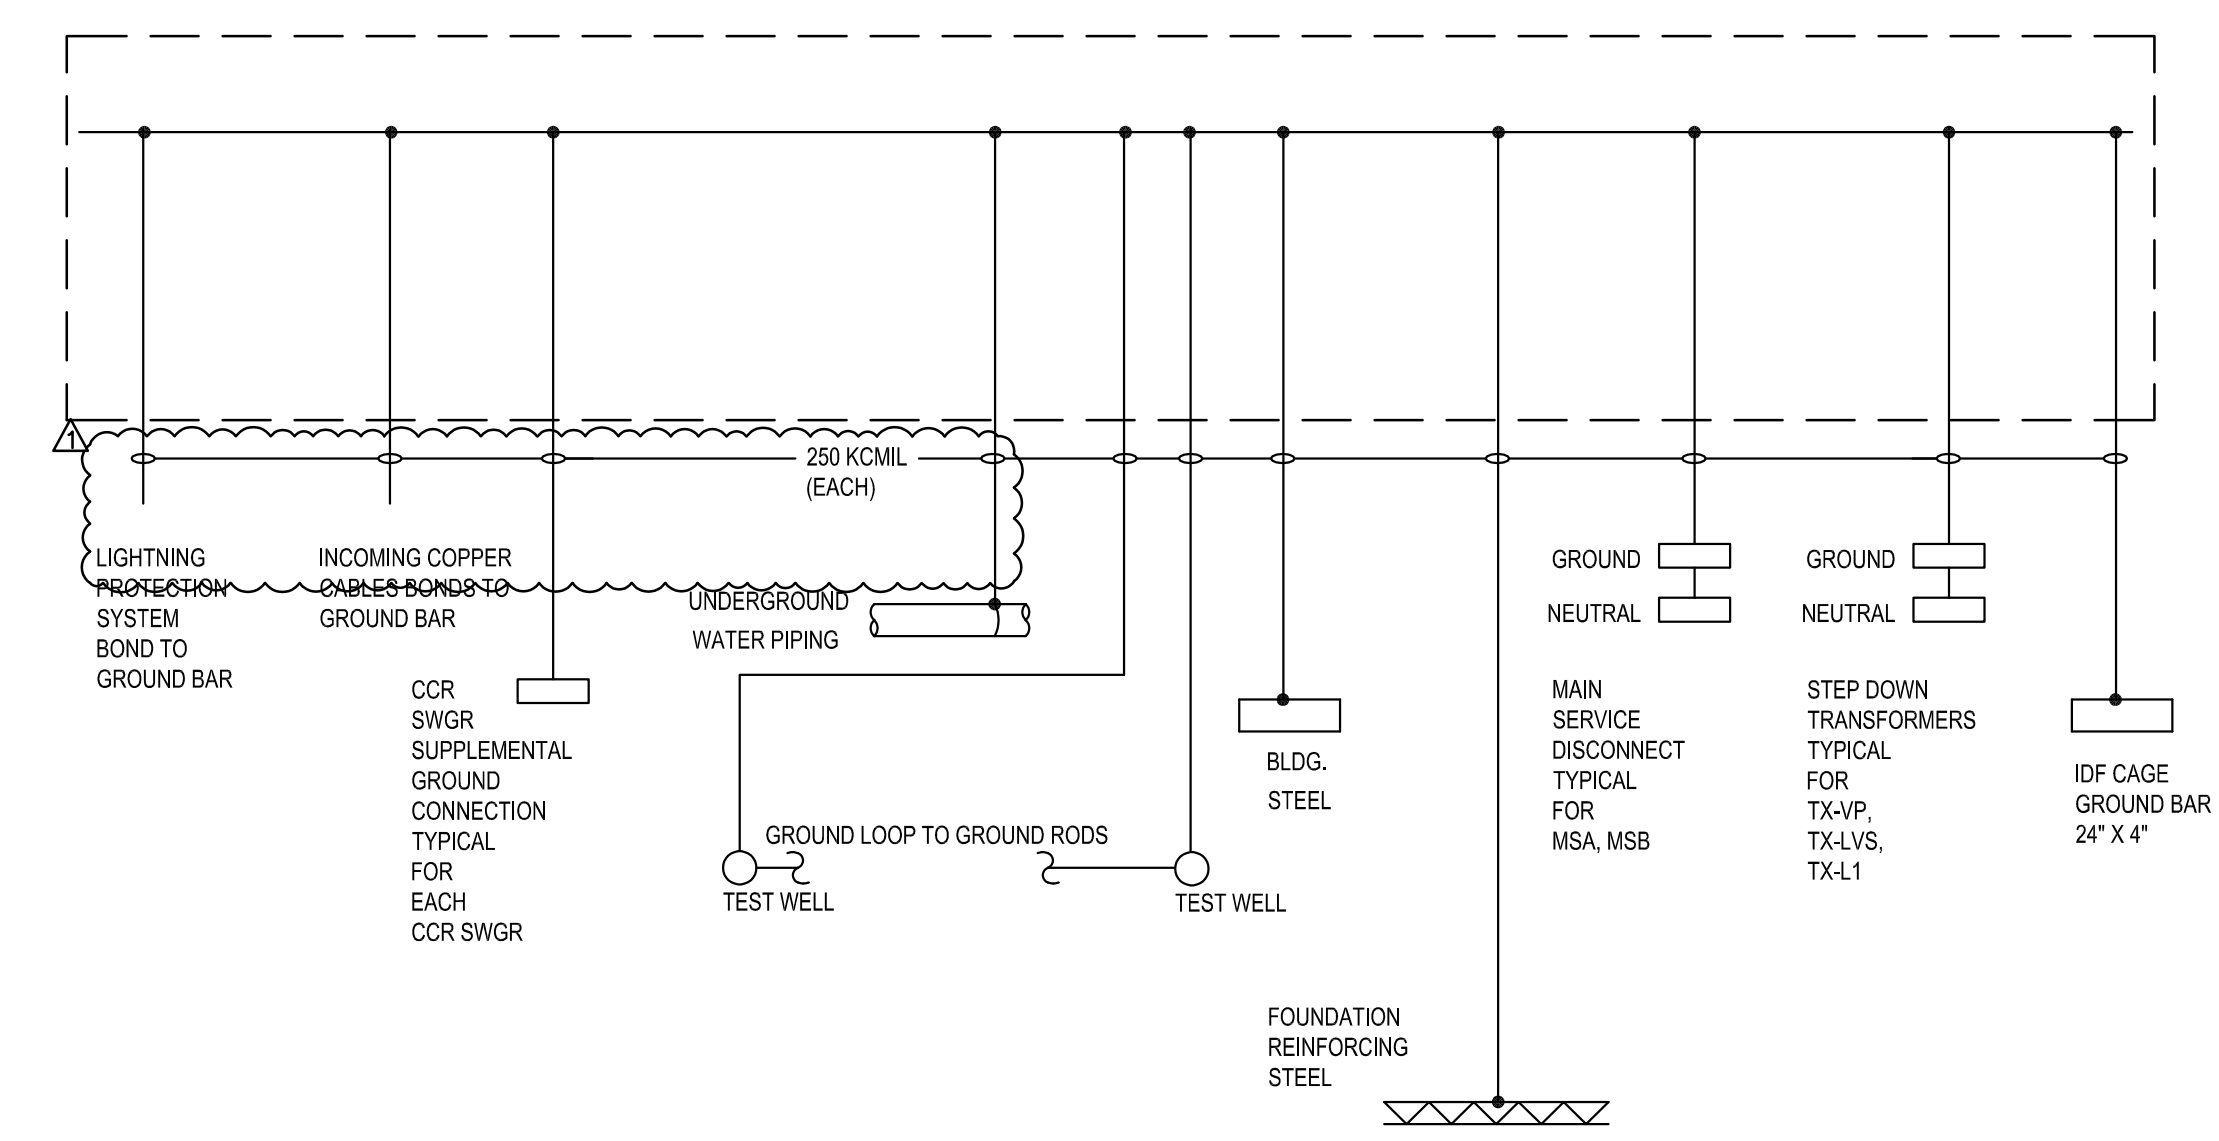 1
250 KCMIL
(EACH)
LIGHTNING
PROTECTION
SYSTEM
BOND TO
GROUND BAR
INCOMING COPPER
CABLES BONDS TO
GROUND BAR
CCR
SWGR
SUPPLEMENTAL
GROUND
CONNECTION
TYPICAL
FOR
EACH
CCR SWGR
UNDERGROUND
WATER PIPING
GROUND LOOP TO GROUND RODS
TEST WELL
TEST WELL
BLDG.
STEEL
FOUNDATION
REINFORCING
STEEL
GROUND
NEUTRAL
MAIN
SERVICE
DISCONNECT
TYPICAL
FOR
MSA, MSB
GROUND
NEUTRAL
STEP DOWN
TRANSFORMERS
TYPICAL
FOR
TX-VP,
TX-LVS,
TX-L1
IDF CAGE
GROUND BAR
24" X 4"